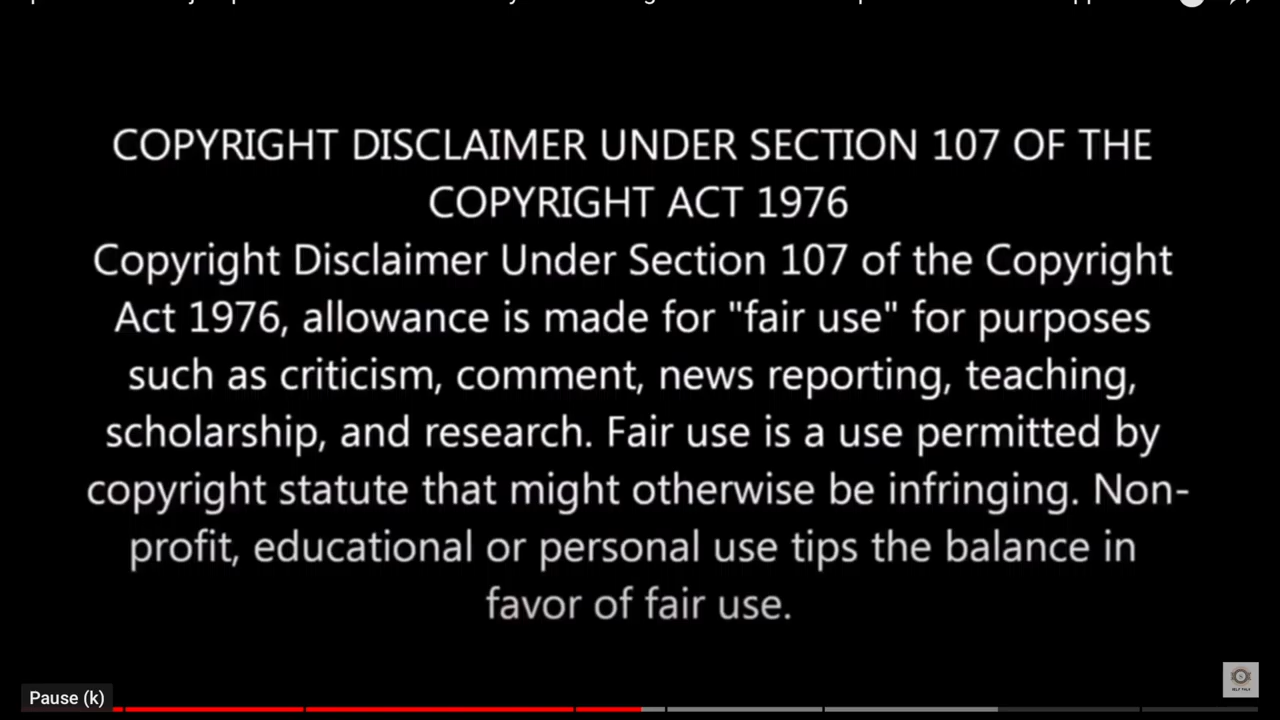 COPYRIGHT DISCLAIMER UNDER SECTION 107 OF THE
COPYRIGHT ACT 1976
Copyright Disclaimer Under Section 107 of the Copyright
Act 1976, allowance is made for "fair use" for purposes
such as criticism, comment, news reporting, teaching,
scholarship, and research. Fair use is a use permitted by
copyright statute that might otherwise be infringing. Non-
profit, educational or personal use tips the balance in
favor of fair use.
Pause (k)